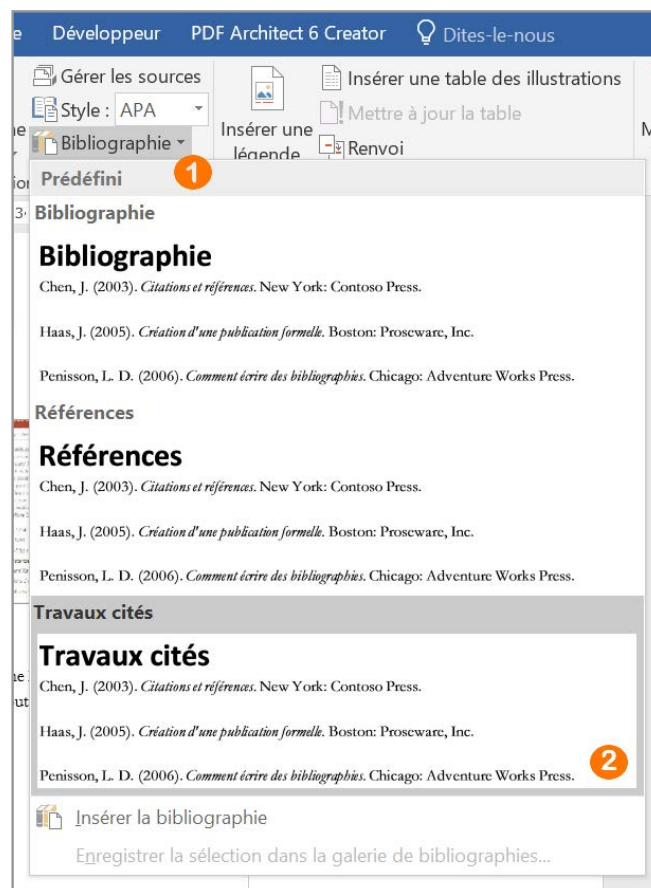 e Développeur PDF Architect 6 Creator Dites-le-nous
Gérer les sources
Insérer une table des illustrations
Style : APA
Mettre à jour la table
Insérer une
légende
Bibliographie
Renvoi
Prédéfini 1
Bibliographie
Bibliographie
Chen, J. (2003). Citations et références. New York: Contoso Press.
Haas, J. (2005). Création d'une publication formelle. Boston: Proseware, Inc.
Penisson, L. D. (2006). Comment écrire des bibliographies. Chicago: Adventure Works Press.
Références
Références
Chen, J. (2003). Citations et références. New York: Contoso Press.
Haas, J. (2005). Création d'une publication formelle. Boston: Proseware, Inc.
Penisson, L. D. (2006). Comment écrire des bibliographies. Chicago: Adventure Works Press.
Travaux cités
Travaux cités
Chen, J. (2003). Citations et références. New York: Contoso Press.
Haas, J. (2005). Création d'une publication formelle. Boston: Proseware, Inc.
Penisson, L. D. (2006). Comment écrire des bibliographies. Chicago: Adventure Works Press. 2
Insérer la bibliographie
Enregistrer la sélection dans la galerie de bibliographies...